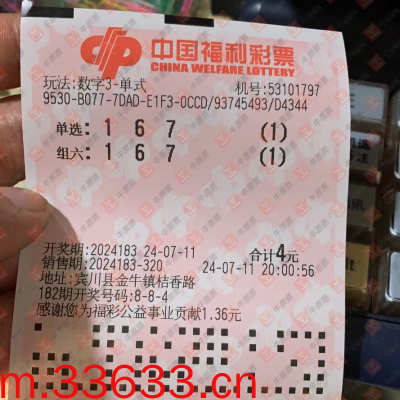 中国福利彩票
CHINA WELFARE LOTTERY
玩法:数字3-单式 机号:53101797
9530-B077-7DAD-E1F3-0CCD/93745493/D4344
单选:1 6 7 (1)
组六:1 6 7 (1)
开奖期:2024183 24-07-11 合计4元
销售期:2024183-320 24-07-11 20:00:56
地址:宾川县金牛镇桔香路
182期开奖号码:8-8-4
感谢您为福彩公益事业贡献1.36元
m.33633.cn